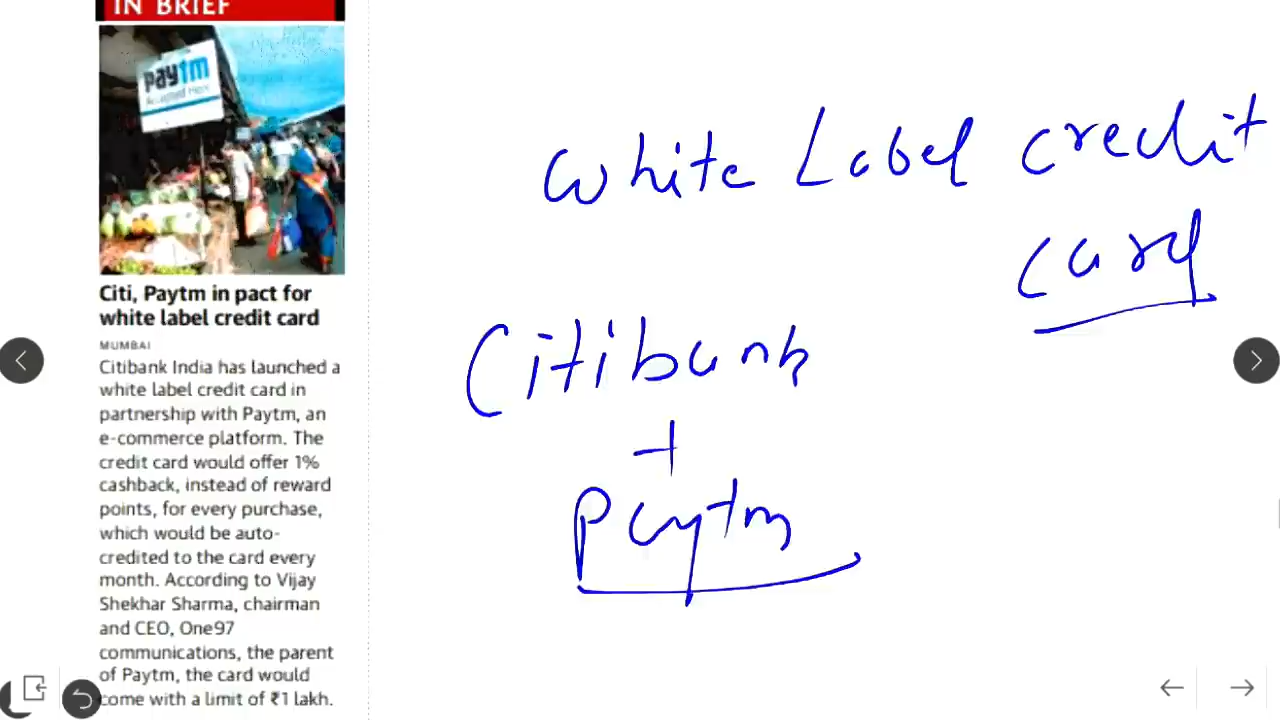 IN BRIEF
paytm
Accepted Here
Citi, Paytm in pact for
white label credit card
MUMBAI
Citibank India has launched a
white label credit card in
partnership with Paytm, an
e-commerce platform. The
credit card would offer 1%
cashback, instead of reward
points, for every purchase,
which would be auto-
credited to the card every
month. According to Vijay
Shekhar Sharma, chairman
and CEO, One97
communications, the parent
of Paytm, the card would
come with a limit of ₹1 lakh.
White Label credit
card
Citibank
+
Paytm